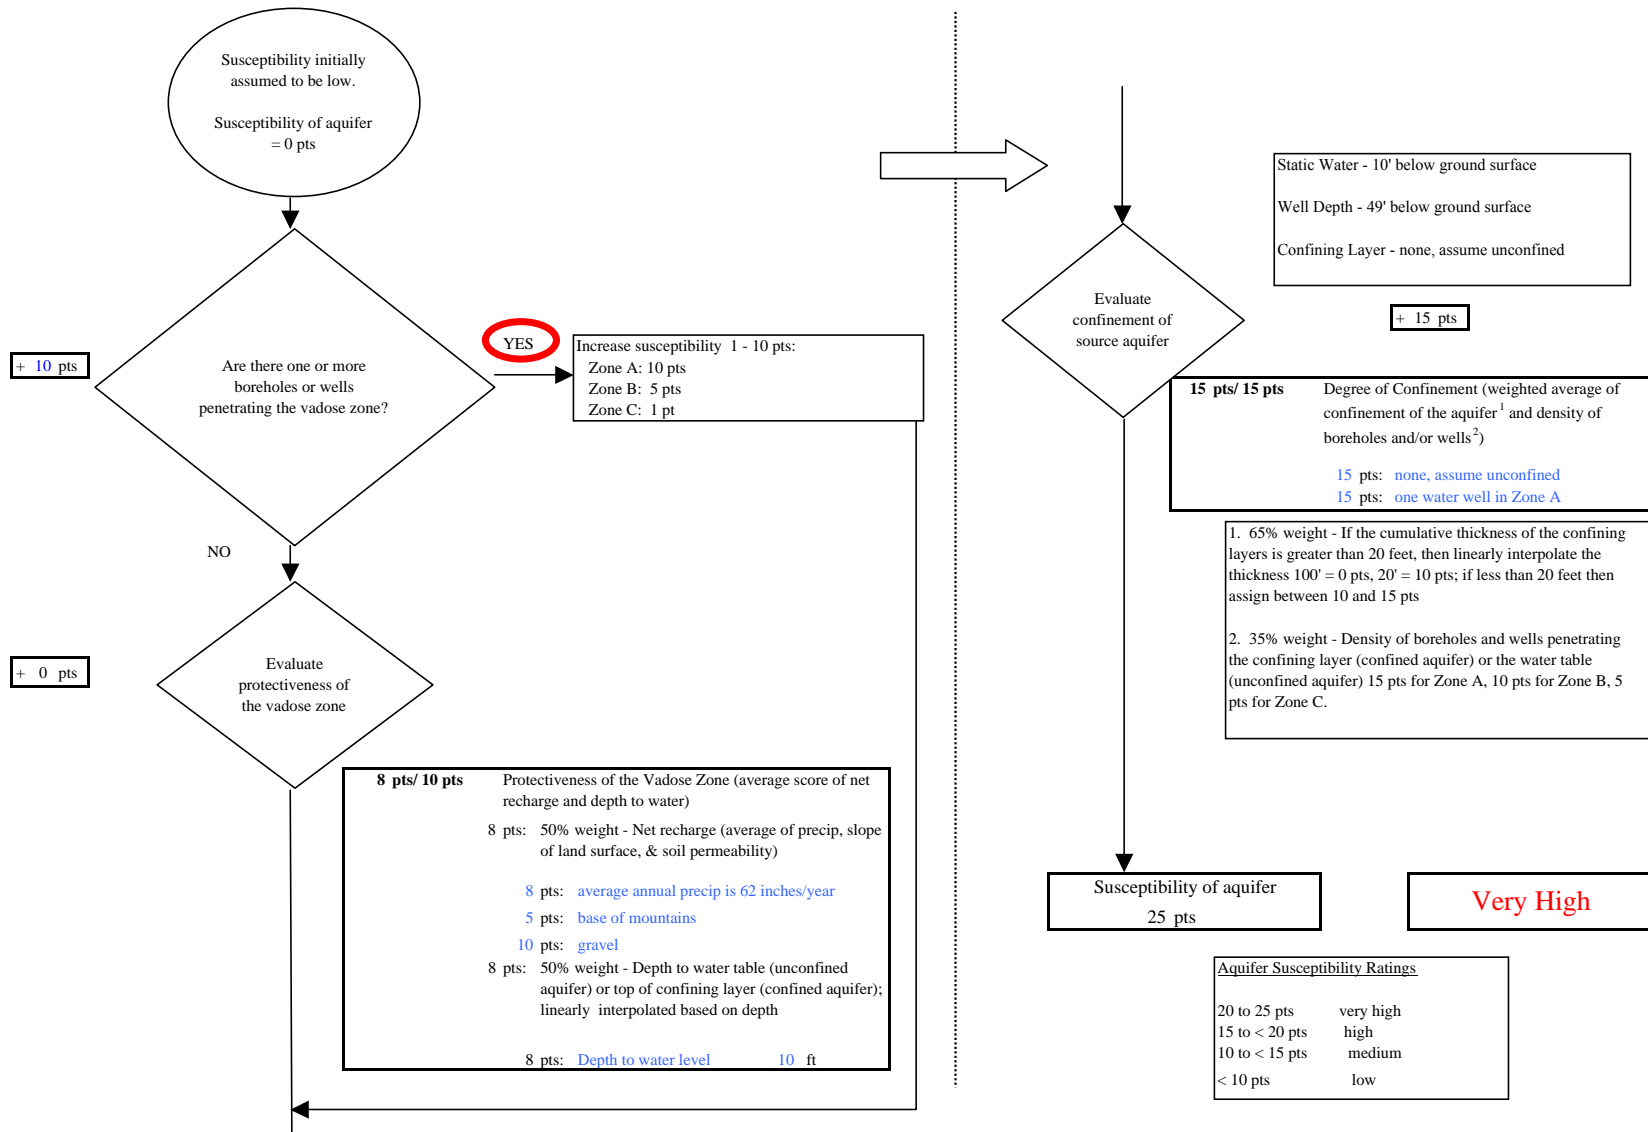 Susceptibility initially
assumed to be low.
Susceptibility of aquifer
= 0 pts
+ 10 pts
Are there one or more
boreholes or wells
penetrating the vadose zone?
YES
Increase susceptibility 1 - 10 pts:
Zone A: 10 pts
Zone B: 5 pts
Zone C: 1 pt
NO
+ 0 pts
Evaluate
protectiveness of
the vadose zone
8 pts/ 10 pts Protectiveness of the Vadose Zone (average score of net
recharge and depth to water)
8 pts: 50% weight - Net recharge (average of precip, slope
of land surface, & soil permeability)
8 pts: average annual precip is 62 inches/year
5 pts: base of mountains
10 pts: gravel
8 pts: 50% weight - Depth to water table (unconfined
aquifer) or top of confining layer (confined aquifer);
linearly interpolated based on depth
8 pts: Depth to water level 10 ft
Evaluate
confinement of
source aquifer
Static Water - 10' below ground surface
Well Depth - 49' below ground surface
Confining Layer - none, assume unconfined
+ 15 pts
15 pts/ 15 pts Degree of Confinement (weighted average of
confinement of the aquifer1 and density of
boreholes and/or wells2)
15 pts: none, assume unconfined
15 pts: one water well in Zone A
1. 65% weight - If the cumulative thickness of the confining
layers is greater than 20 feet, then linearly interpolate the
thickness 100' = 0 pts, 20' = 10 pts; if less than 20 feet then
assign between 10 and 15 pts
2. 35% weight - Density of boreholes and wells penetrating
the confining layer (confined aquifer) or the water table
(unconfined aquifer) 15 pts for Zone A, 10 pts for Zone B, 5
pts for Zone C.
Susceptibility of aquifer
25 pts
Very High
Aquifer Susceptibility Ratings
20 to 25 pts very high
15 to < 20 pts high
10 to < 15 pts medium
< 10 pts low